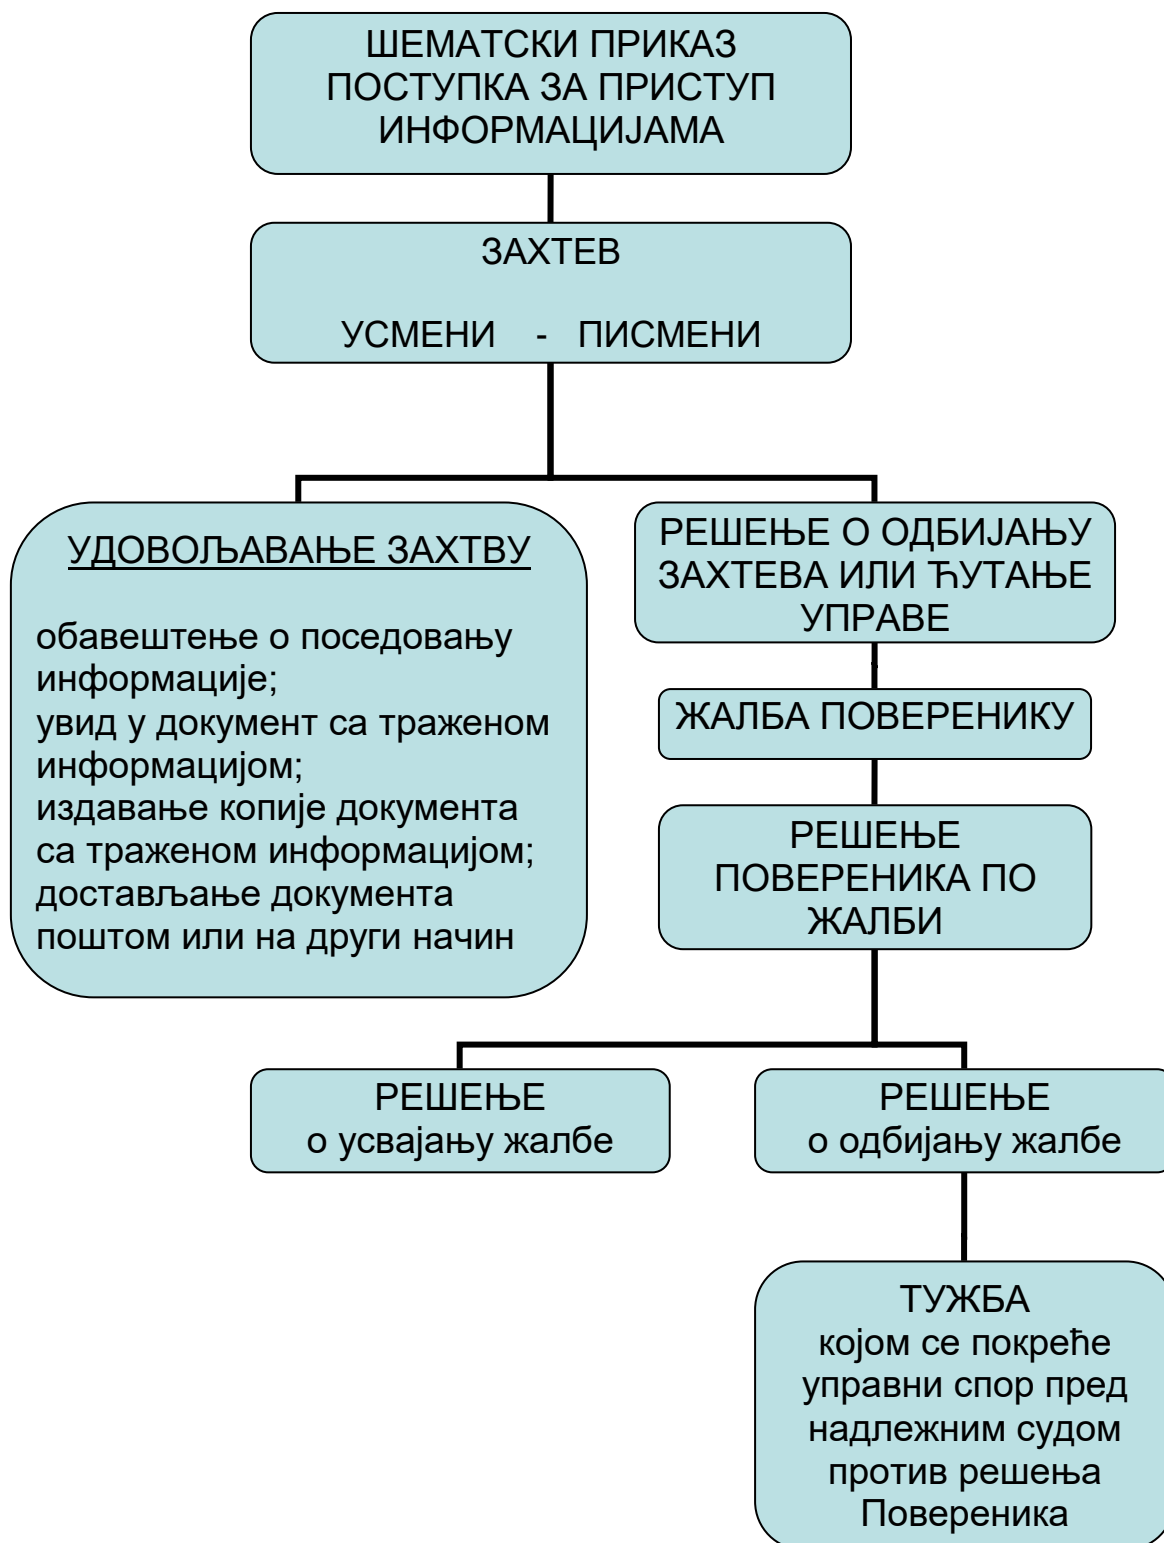 ШЕМАТСКИ ПРИКАЗ
ПОСТУПКА ЗА ПРИСТУП
ИНФОРМАЦИЈАМА
ЗАХТЕВ
УСМЕНИ - ПИСМЕНИ
УДОВОЉАВАЊЕ ЗАХТВУ
обавештење о поседовању
информације;
увид у документ са траженом
информацијом;
издавање копије документа
са траженом информацијом;
достављање документа
поштом или на други начин
РЕШЕЊЕ О ОДБИЈАЊУ
ЗАХТЕВА ИЛИ ЋУТАЊЕ
УПРАВЕ
ЖАЛБА ПОВЕРЕНИКУ
РЕШЕЊЕ
ПОВЕРЕНИКА ПО
ЖАЛБИ
РЕШЕЊЕ
о усвајању жалбе
РЕШЕЊЕ
о одбијању жалбе
ТУЖБА
којом се покреће
управни спор пред
надлежним судом
против решења
Повереника